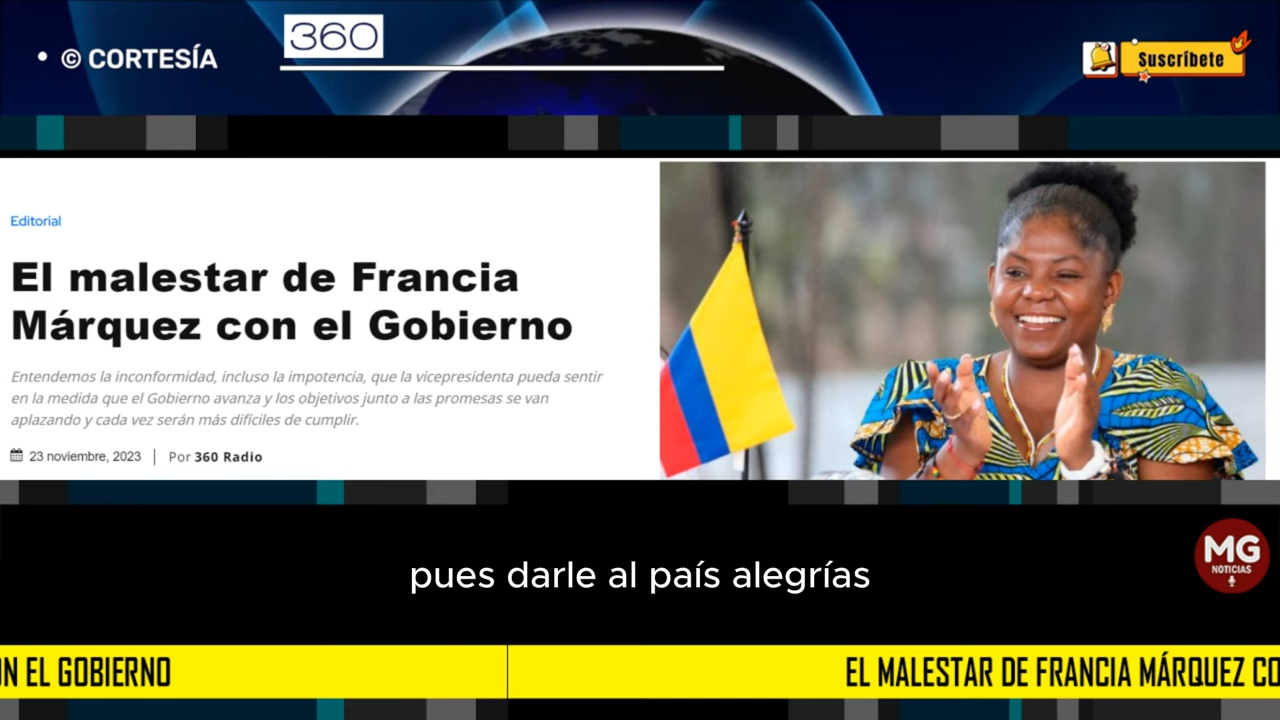 © CORTESÍA
360
Suscríbete
Editorial
El malestar de Francia
Márquez con el Gobierno
Entendemos la inconformidad, incluso la impotencia, que la vicepresidenta pueda sentir
en la medida que el Gobierno avanza y los objetivos junto a las promesas se van
aplazando y cada vez serán más difíciles de cumplir.
23 noviembre, 2023 | Por 360 Radio
pues darle al país alegrías
MG
NOTICIAS
ON EL GOBIERNO
EL MALESTAR DE FRANCIA MÁRQUEZ CO